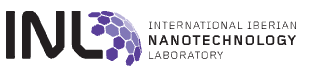 INL
INTERNATIONAL IBERIAN
NANOTECHNOLOGY
LABORATORY